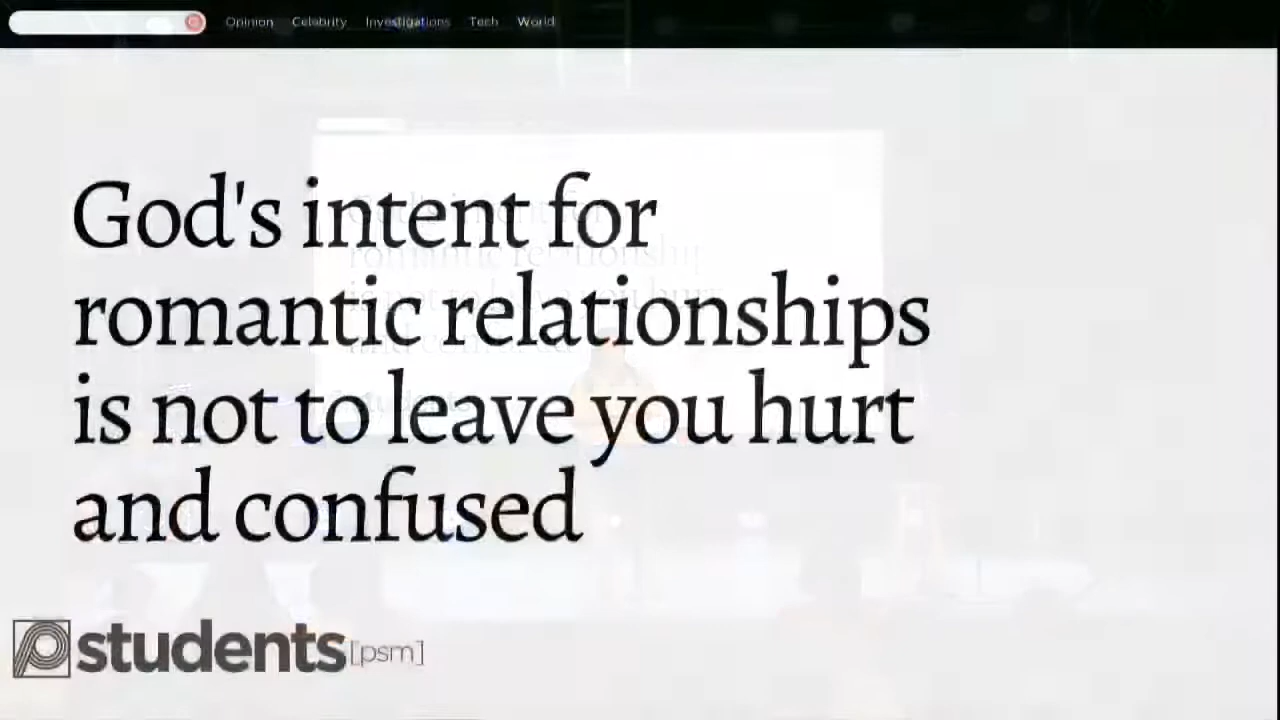 Opinion Celebrity Investigations Tech World
God's intent for
romantic relationships
is not to leave you hurt
and confused
students [psm]